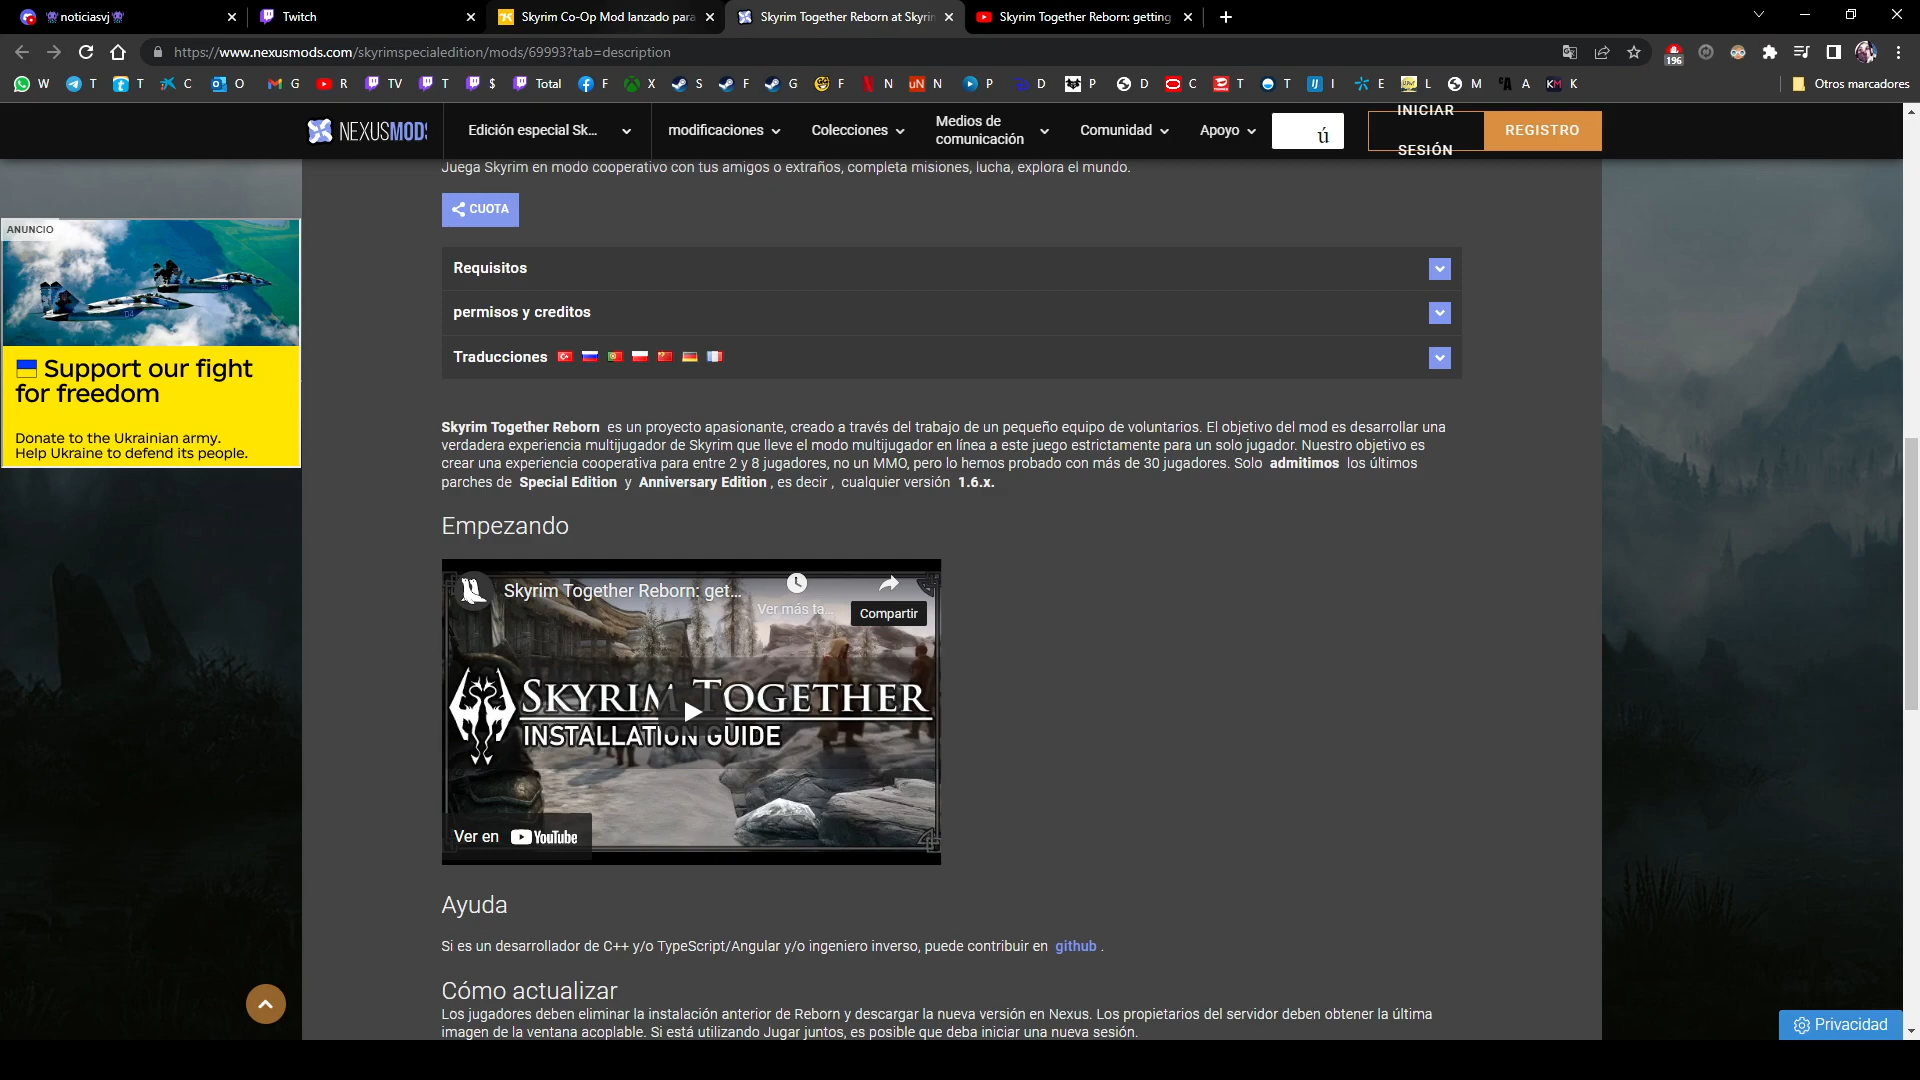 noticiasvj
Twitch
Skyrim Co-Op Mod lanzado para
Skyrim Together Reborn at Skyrim
Skyrim Together Reborn: getting
https://www.nexusmods.com/skyrimspecialedition/mods/69993?tab=description
196
W T T C O G R TV T $ Total F X S F G F N N P D P D C T T I E L M A K Otros marcadores
NEXUSMODS
Edición especial Sk...
modificaciones
Colecciones
Medios de
comunicación
Comunidad
Apoyo
ú
INICIAR
SESIÓN
REGISTRO
Juega Skyrim en modo cooperativo con tus amigos o extraños, completa misiones, lucha, explora el mundo.
CUOTA
ANUNCIO
Support our fight
for freedom
Donate to the Ukrainian army.
Help Ukraine to defend its people.
Requisitos
permisos y creditos
Traducciones
Skyrim Together Reborn es un proyecto apasionante, creado a través del trabajo de un pequeño equipo de voluntarios. El objetivo del mod es desarrollar una
verdadera experiencia multijugador de Skyrim que lleve el modo multijugador en línea a este juego estrictamente para un solo jugador. Nuestro objetivo es
crear una experiencia cooperativa para entre 2 y 8 jugadores, no un MMO, pero lo hemos probado con más de 30 jugadores. Solo admitimos los últimos
parches de Special Edition y Anniversary Edition , es decir , cualquier versión 1.6.x.
Empezando
Skyrim Together Reborn: get...
Ver más ta...
Compartir
SKYRIM TOGETHER
INSTALLATION GUIDE
Ver en YouTube
Ayuda
Si es un desarrollador de C++ y/o TypeScript/Angular y/o ingeniero inverso, puede contribuir en github .
Cómo actualizar
Los jugadores deben eliminar la instalación anterior de Reborn y descargar la nueva versión en Nexus. Los propietarios del servidor deben obtener la última
imagen de la ventana acoplable. Si está utilizando Jugar juntos, es posible que deba iniciar una nueva sesión.
Privacidad